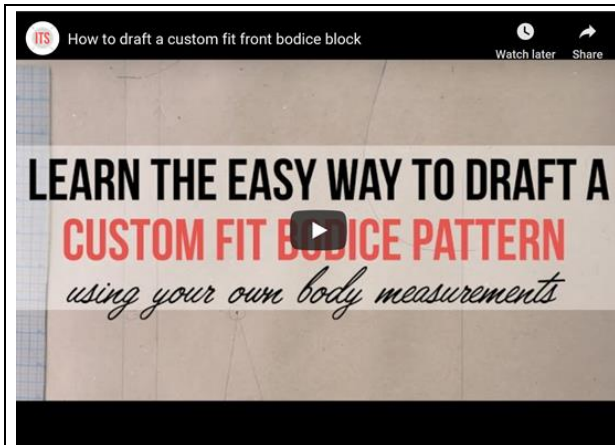 ITS How to draft a custom fit front bodice block
Watch later Share
LEARN THE EASY WAY TO DRAFT A
CUSTOM FIT BODICE PATTERN
using your own body measurements